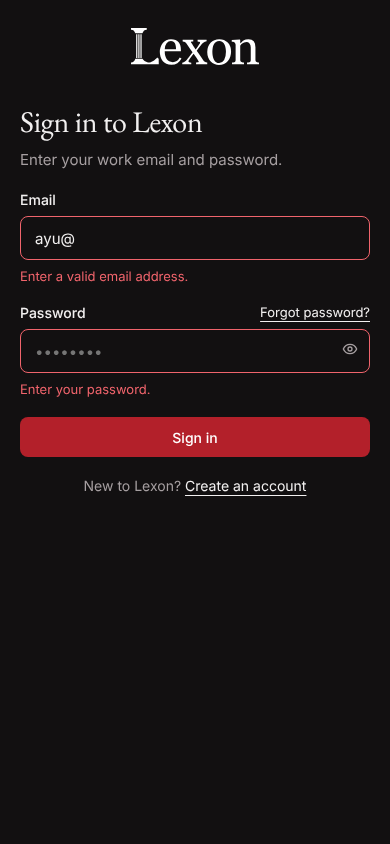 Lexon
Sign in to Lexon
Enter your work email and password.
Email
ayu@
Enter a valid email address.
Password Forgot password?
••••••••
Enter your password.
Sign in
New to Lexon? Create an account